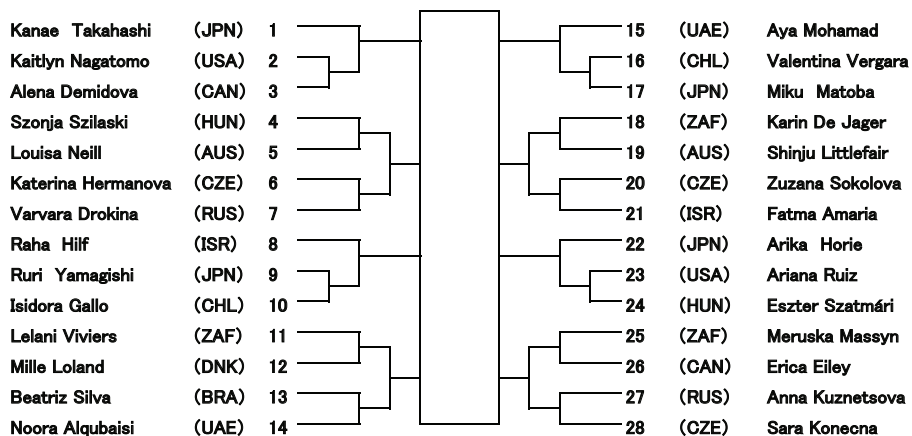 Kanae Takahashi (JPN) 1
Kaitlyn Nagatomo (USA) 2
Alena Demidova (CAN) 3
Szonja Szilaski (HUN) 4
Louisa Neill (AUS) 5
Katerina Hermanova (CZE) 6
Varvara Drokina (RUS) 7
Raha Hilf (ISR) 8
Ruri Yamagishi (JPN) 9
Isidora Gallo (CHL) 10
Lelani Viviers (ZAF) 11
Mille Loland (DNK) 12
Beatriz Silva (BRA) 13
Noora Alqubaisi (UAE) 14
15 (UAE) Aya Mohamad
16 (CHL) Valentina Vergara
17 (JPN) Miku Matoba
18 (ZAF) Karin De Jager
19 (AUS) Shinju Littlefair
20 (CZE) Zuzana Sokolova
21 (ISR) Fatma Amaria
22 (JPN) Arika Horie
23 (USA) Ariana Ruiz
24 (HUN) Eszter Szatmári
25 (ZAF) Meruska Massyn
26 (CAN) Erica Eiley
27 (RUS) Anna Kuznetsova
28 (CZE) Sara Konecna